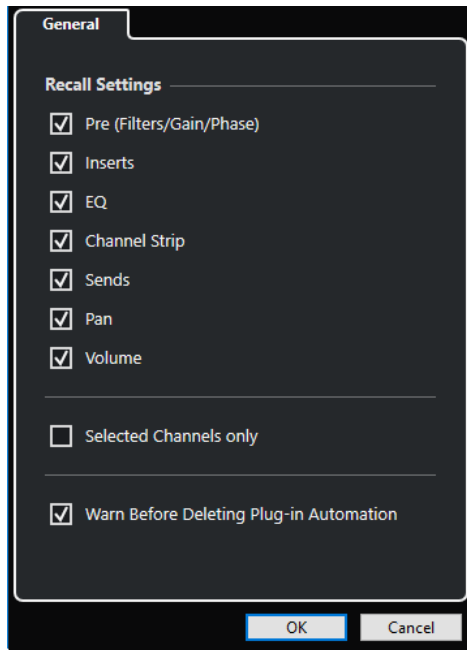 General
Recall Settings
Pre (Filters/Gain/Phase)
Inserts
EQ
Channel Strip
Sends
Pan
Volume
Selected Channels only
Warn Before Deleting Plug-in Automation
OK Cancel